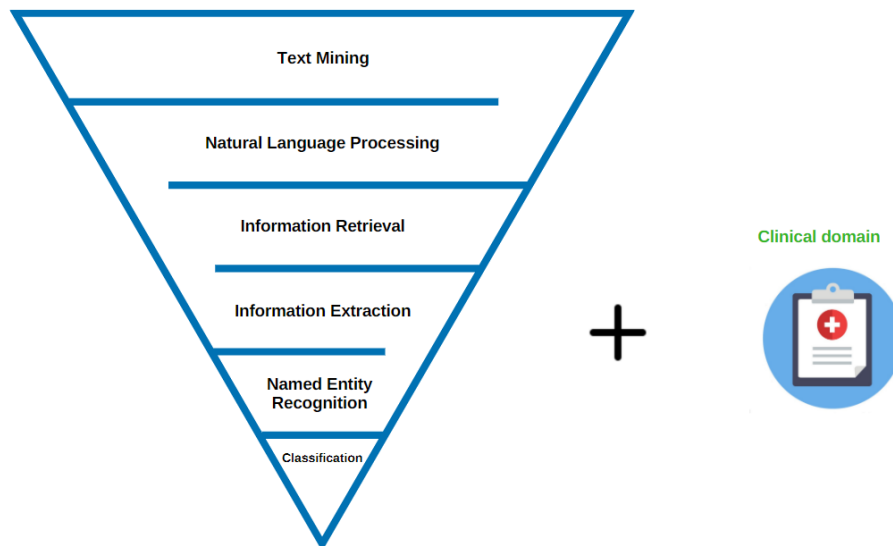 Text Mining
Natural Language Processing
Information Retrieval
Clinical domain
Information Extraction
Named Entity
Recognition
Classification